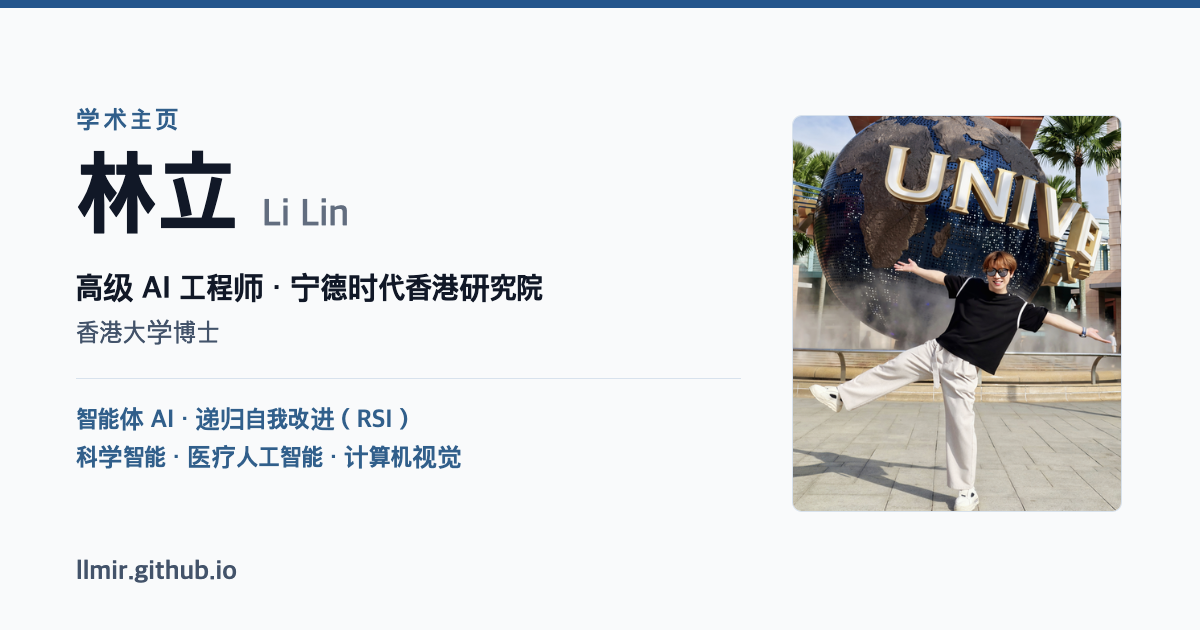 学术主页
林立 Li Lin
高级 AI 工程师 · 宁德时代香港研究院
香港大学博士
智能体 AI · 递归自我改进（RSI）
科学智能 · 医疗人工智能 · 计算机视觉
llmir.github.io
UNIVE